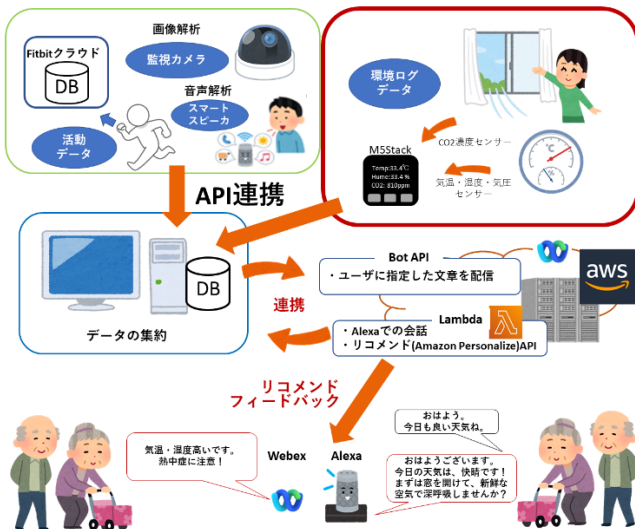 画像解析
Fitbitクラウド
DB
監視カメラ
音声解析
スマート
スピーカ
活動
データ
環境ログ
データ
M5Stack
CO2濃度センサー
Temp:33.4℃
Hume:33.4 %
CO2: 810ppm
℃
%
気温・湿度・気圧
センサー
API連携
DB
データの集約
連携
Bot API
・ユーザに指定した文章を配信
aws
Lambda
・Alexaでの会話
・リコメンド(Amazon Personalize)API
リコメンド
フィードバック
気温・湿度高いです。
熱中症に注意！
Webex
Alexa
おはよう。
今日も良い天気ね。
おはようございます。
今日の天気は、快晴です！
まずは窓を開けて、新鮮な
空気で深呼吸しませんか？